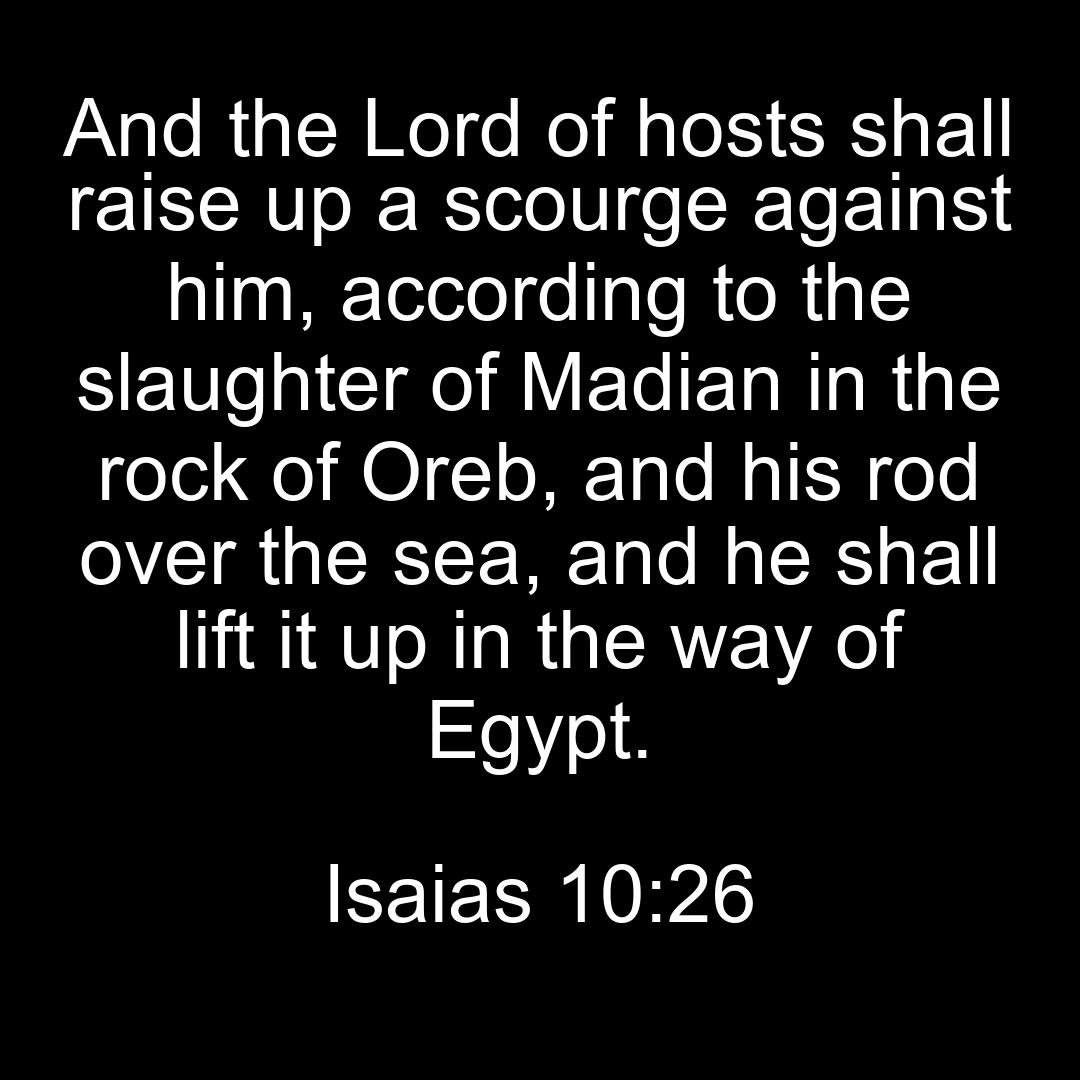 And the Lord of hosts shall
raise up a scourge against
him, according to the
slaughter of Madian in the
rock of Oreb, and his rod
over the sea, and he shall
lift it up in the way of
Egypt.
Isaias 10:26